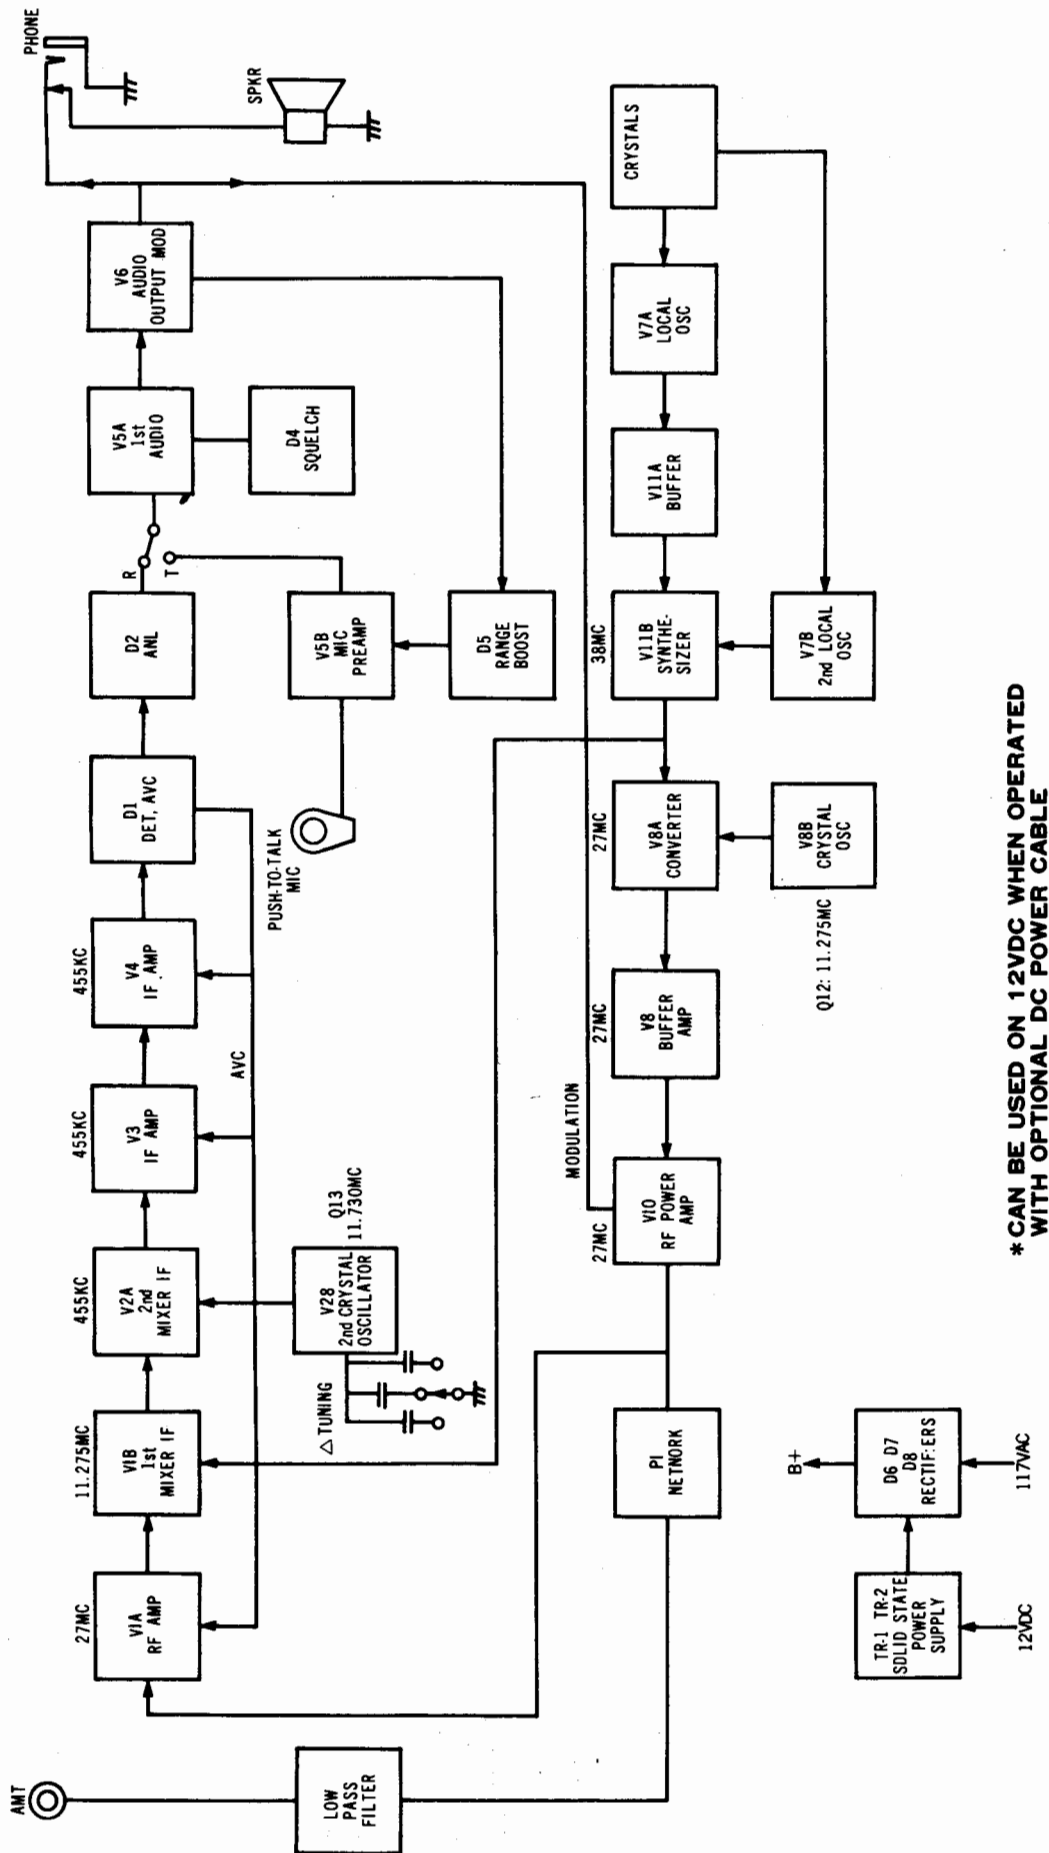 AMT
27MC
V1A
RF AMP
11.275MC
V1B
1st
MIXER IF
455KC
V2A
2nd
MIXER IF
455KC
V3
IF AMP
455KC
V4
IF AMP
D1
DET, AVC
D2
ANL
R
T
V5A
1st
AUDIO
V6
AUDIO
OUTPUT MOD
PHONE
SPKR
AVC
LOW
PASS
FILTER
△ TUNING
V28
2nd CRYSTAL
OSCILLATOR
Q13
11.730MC
PUSH-TO-TALK
MIC
V5B
MIC
PREAMP
D4
SQUELCH
D5
RANGE
BOOST
MODULATION
PI
NETNORK
27MC
V10
RF POWER
AMP
27MC
V8
BUFFER
AMP
27MC
V8A
CONVERTER
38MC
V11B
SYNTHE-
SIZER
V11A
BUFFER
V7A
LOCAL
OSC
CRYSTALS
Q12: 11.275MC
V8B
CRYSTAL
OSC
V7B
2nd LOCAL
OSC
B+
TR-1 TR-2
SDLID STATE
POWER
SUPPLY
D6 D7
D8
RECTIF:ERS
12VDC
117VAC
*CAN BE USED ON 12VDC WHEN OPERATED
WITH OPTIONAL DC POWER CABLE